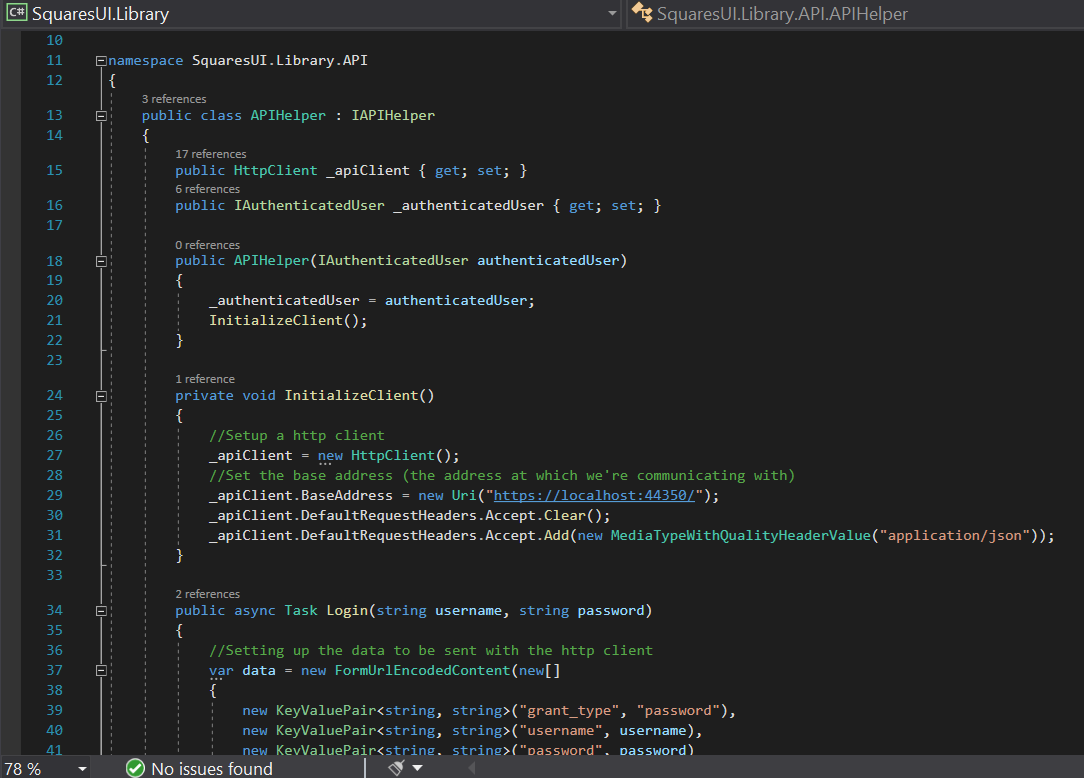 C# SquaresUI.Library
SquaresUI.Library.API.APIHelper
10
11 namespace SquaresUI.Library.API
12 {
3 references
13 public class APIHelper : IAPIHelper
14 {
17 references
15 public HttpClient _apiClient { get; set; }
6 references
16 public IAuthenticatedUser _authenticatedUser { get; set; }
17
0 references
18 public APIHelper(IAuthenticatedUser authenticatedUser)
19 {
20 _authenticatedUser = authenticatedUser;
21 InitializeClient();
22 }
23
1 reference
24 private void InitializeClient()
25 {
26 //Setup a http client
27 _apiClient = new HttpClient();
28 //Set the base address (the address at which we're communicating with)
29 _apiClient.BaseAddress = new Uri("https://localhost:44350/");
30 _apiClient.DefaultRequestHeaders.Accept.Clear();
31 _apiClient.DefaultRequestHeaders.Accept.Add(new MediaTypeWithQualityHeaderValue("application/json"));
32 }
33
2 references
34 public async Task Login(string username, string password)
35 {
36 //Setting up the data to be sent with the http client
37 var data = new FormUrlEncodedContent(new[]
38 {
39 new KeyValuePair<string, string>("grant_type", "password"),
40 new KeyValuePair<string, string>("username", username),
41 new KeyValuePair<string, string>("password", password)
78 % No issues found